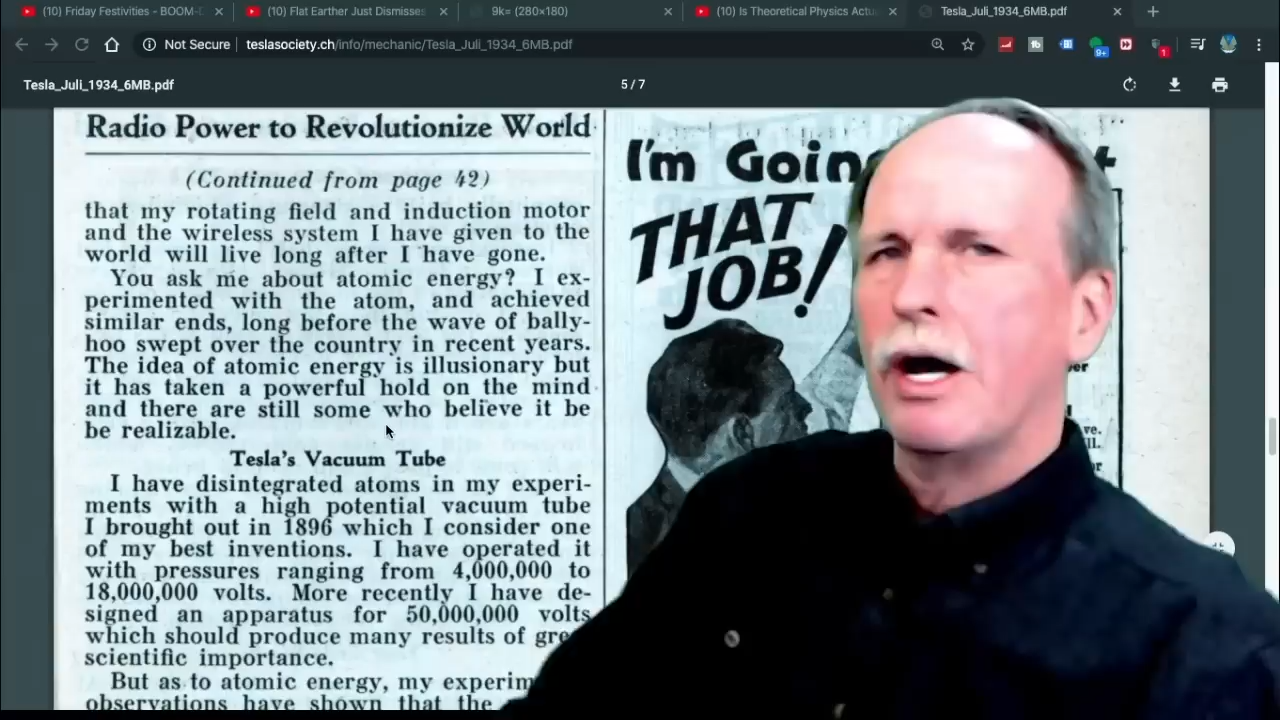 (10) Friday Festivities - BOOM-
(10) Flat Earther Just Dismisses
9k= (280×180)
(10) Is Theoretical Physics Actu
Tesla_Juli_1934_6MB.pdf
Not Secure
teslasociety.ch/info/mechanic/Tesla_Juli_1934_6MB.pdf
9+
1
Tesla_Juli_1934_6MB.pdf
5 / 7
Radio Power to Revolutionize World
(Continued from page 42)
that my rotating field and induction motor
and the wireless system I have given to the
world will live long after I have gone.
You ask me about atomic energy? I ex-
perimented with the atom, and achieved
similar ends, long before the wave of bally-
hoo swept over the country in recent years.
The idea of atomic energy is illusionary but
it has taken a powerful hold on the mind
and there are still some who believe it be
be realizable.
Tesla's Vacuum Tube
I have disintegrated atoms in my experi-
ments with a high potential vacuum tube
I brought out in 1896 which I consider one
of my best inventions. I have operated it
with pressures ranging from 4,000,000 to
18,000,000 volts. More recently I have de-
signed an apparatus for 50,000,000 volts
which should produce many results of
scientific importance.
But as to atomic energy, my
observations have shown that the
I'm
THAT
JOB!